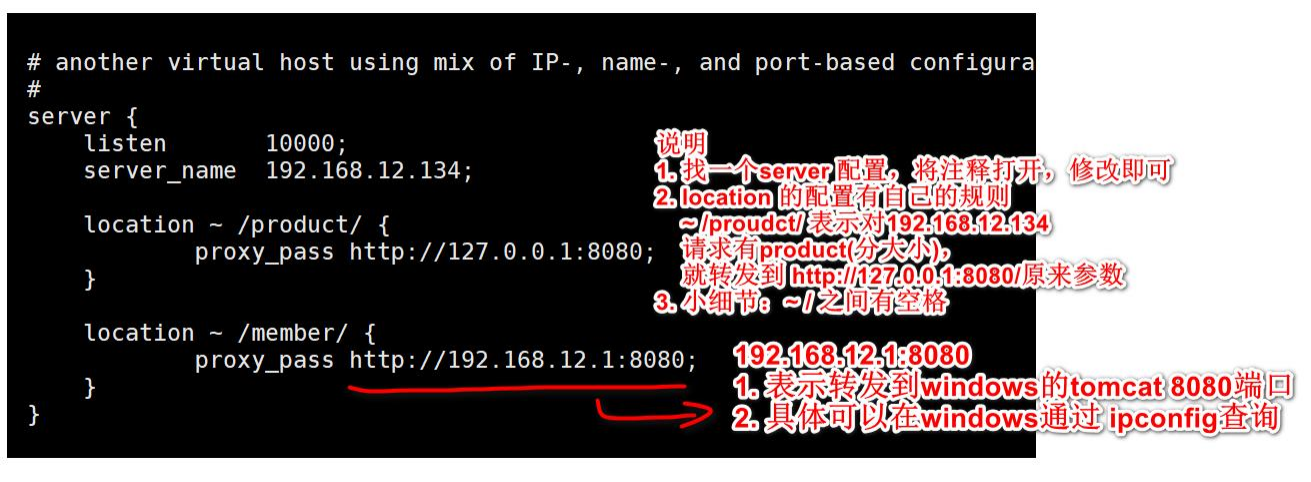 # another virtual host using mix of IP-, name-, and port-based configura
#
server {
listen 10000;
server_name 192.168.12.134;
location ~ /product/ {
proxy_pass http://127.0.0.1:8080;
}
location ~ /member/ {
proxy_pass http://192.168.12.1:8080;
}
}
说明
1. 找一个server 配置，将注释打开，修改即可
2. location 的配置有自己的规则
~ /proudct/ 表示对192.168.12.134
请求有product(分大小)，
就转发到 http://127.0.0.1:8080/原来参数
3. 小细节：~ / 之间有空格
192.168.12.1:8080
1. 表示转发到windows的tomcat 8080端口
2. 具体可以在windows通过 ipconfig查询